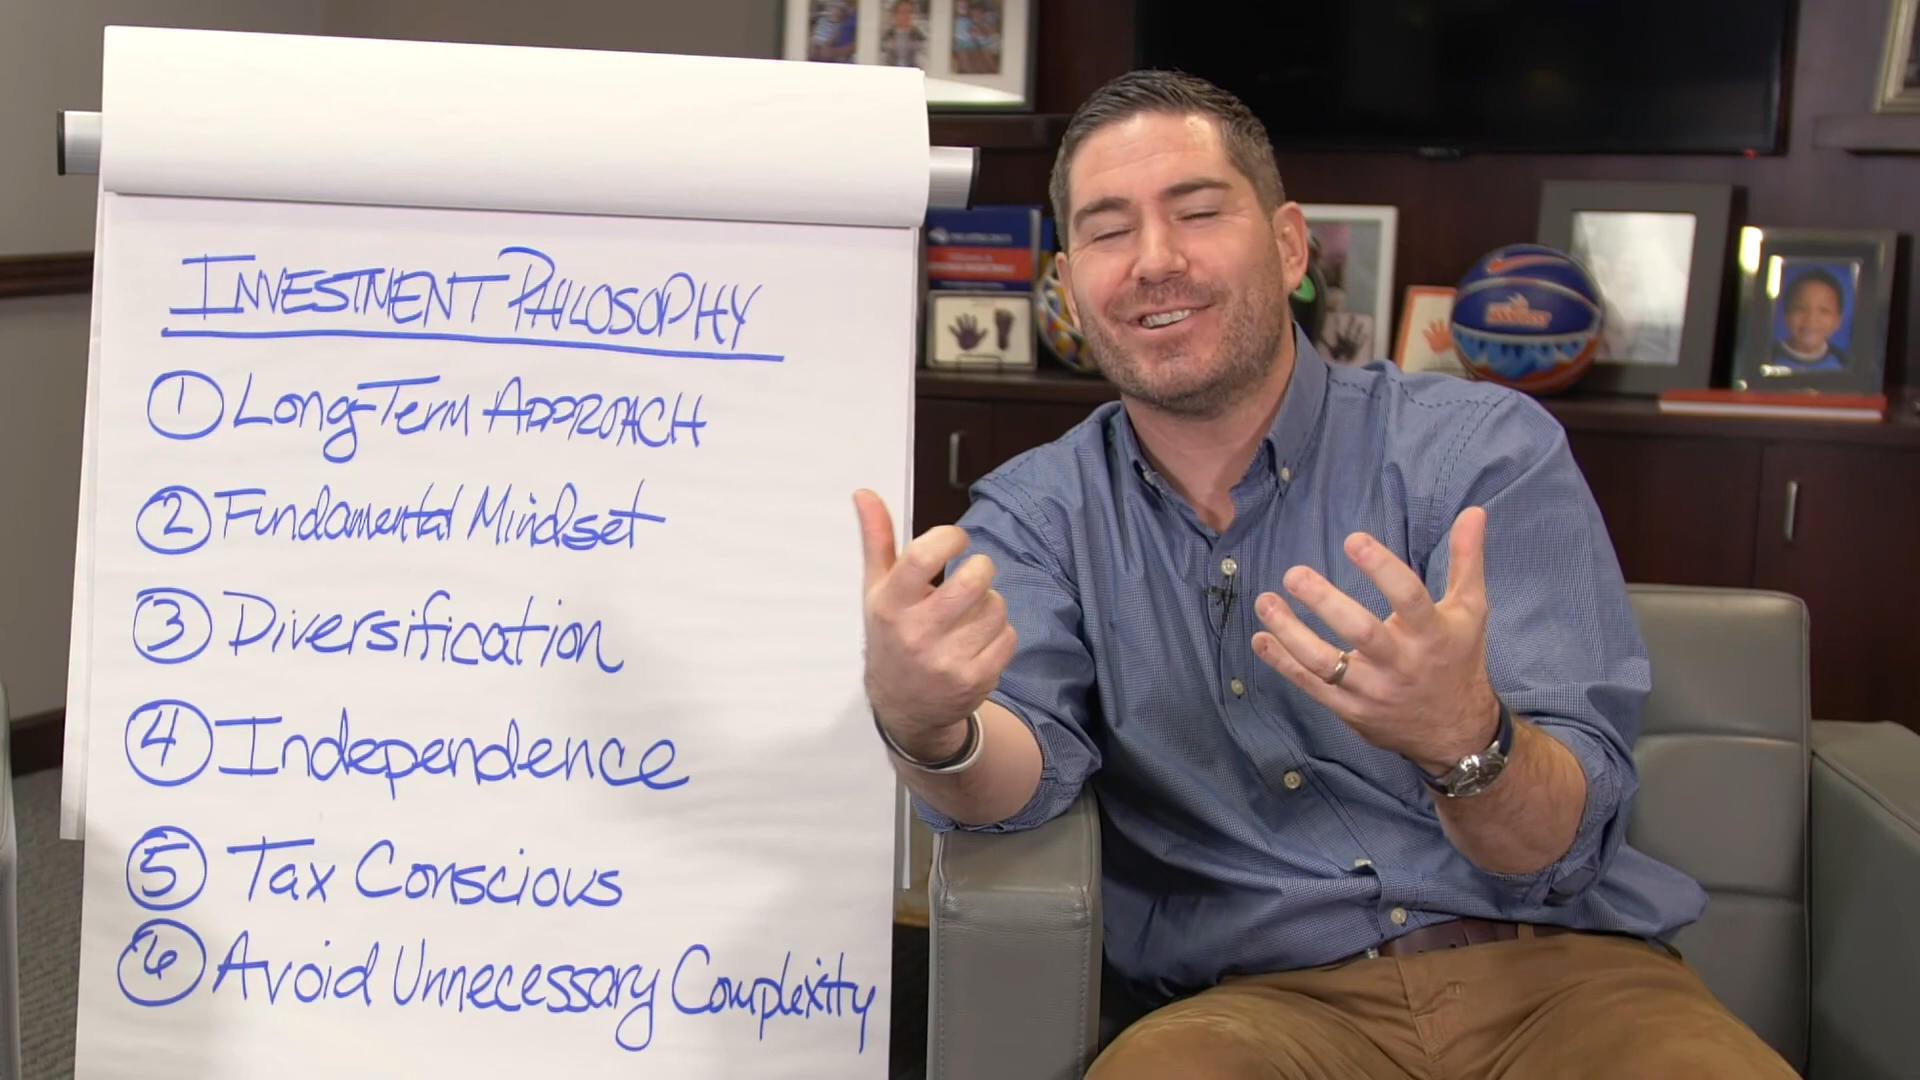 INVESTMENT PHILOSOPHY
1 Long-Term APPROACH
2 Fundamental Mindset
3 Diversification
4 Independence
5 Tax Conscious
6 Avoid Unnecessary Complexity